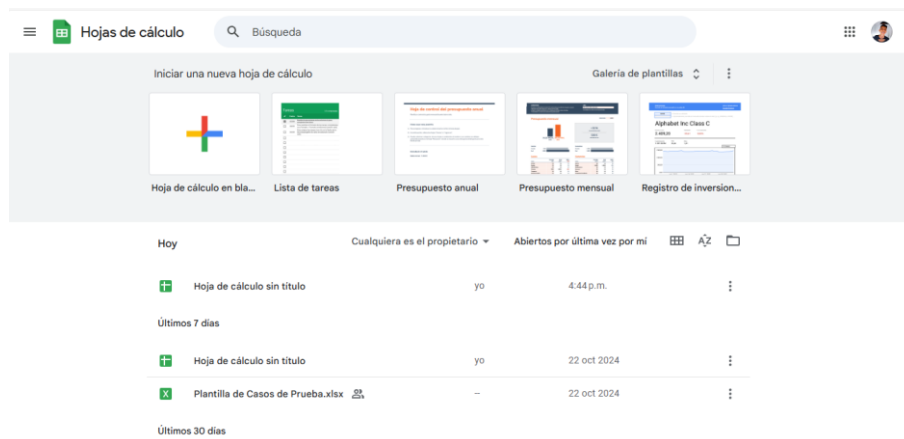 Hojas de cálculo
Búsqueda
Iniciar una nueva hoja de cálculo
Galería de plantillas
Hoja de cálculo en bla...
Lista de tareas
Presupuesto anual
Presupuesto mensual
Registro de inversion...
Alphabet Inc Class C
Hoy
Cualquiera es el propietario
Abiertos por última vez por mí
AZ
Hoja de cálculo sin título yo 4:44 p.m.
Últimos 7 días
Hoja de cálculo sin título yo 22 oct 2024
X Plantilla de Casos de Prueba.xlsx – 22 oct 2024
Últimos 30 días